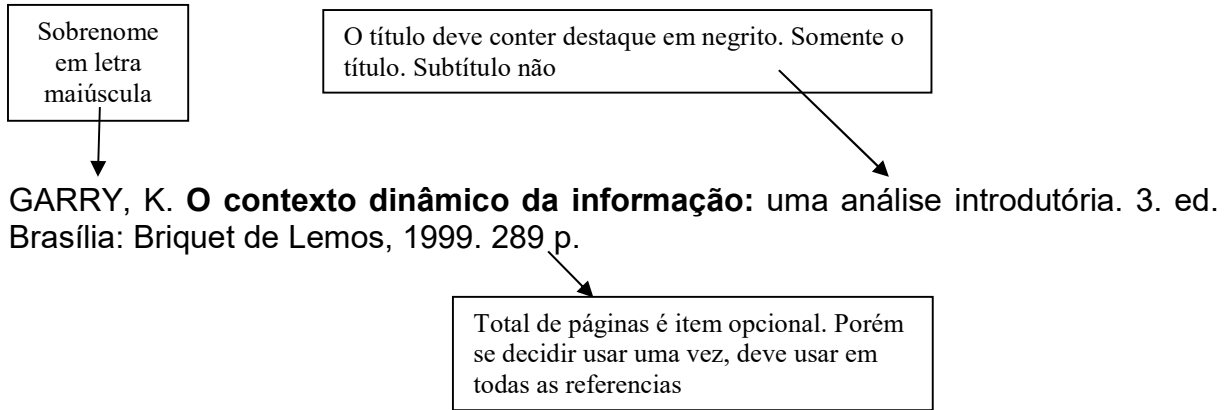 Sobrenome
em letra
maiúscula
O título deve conter destaque em negrito. Somente o
título. Subtítulo não
GARRY, K. O contexto dinâmico da informação: uma análise introdutória. 3. ed.
Brasília: Briquet de Lemos, 1999. 289 p.
Total de páginas é item opcional. Porém
se decidir usar uma vez, deve usar em
todas as referencias